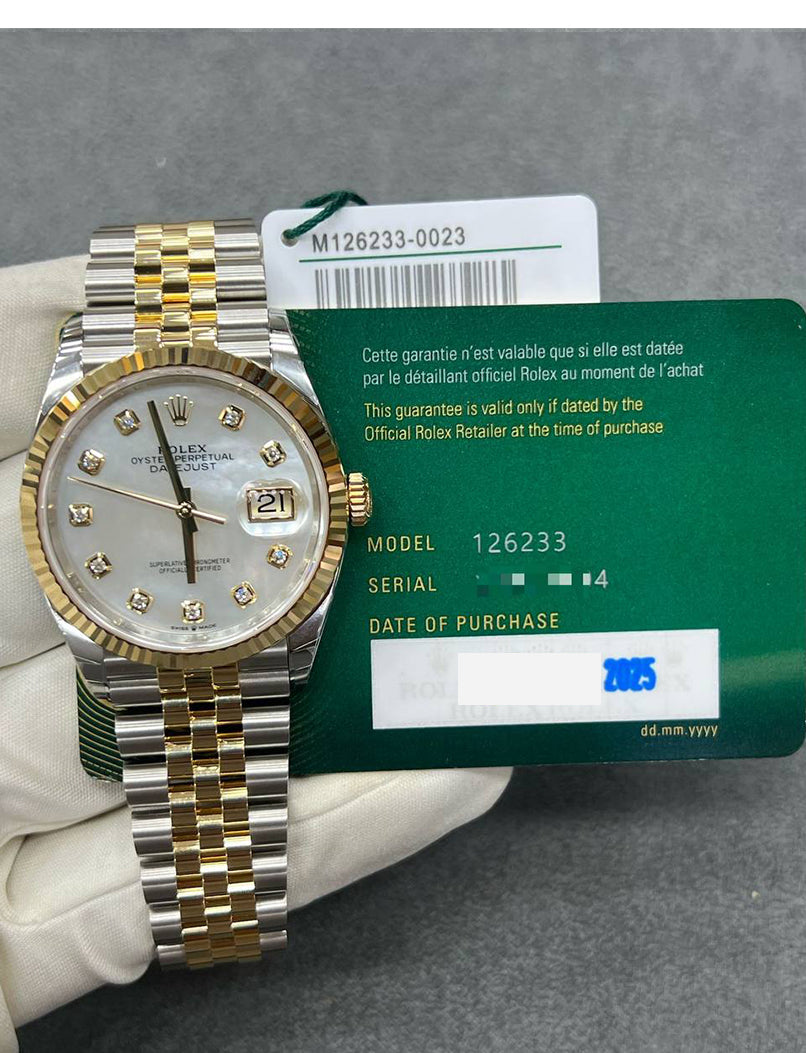 M126233-0023
Cette garantie n'est valable que si elle est datée
par le détaillant officiel Rolex au moment de l'achat
This guarantee is valid only if dated by the
Official Rolex Retailer at the time of purchase
ROLEX
OYSTER PERPETUAL
DATEJUST
21
SUPERLATIVE CHRONOMETER
OFFICIALLY CERTIFIED
SWISS MADE
MODEL 126233
SERIAL 4
DATE OF PURCHASE
2025
ROLEX ROLEX
dd.mm.yyyy